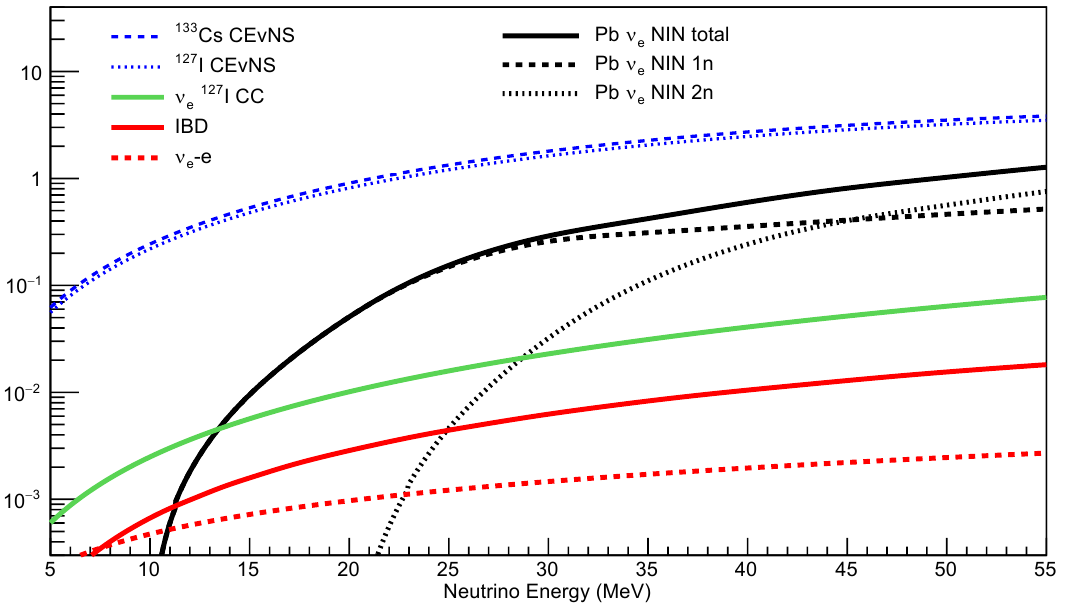 ¹³³Cs CEvNS
¹²⁷I CEvNS
νₑ ¹²⁷I CC
IBD
νₑ-e
Pb νₑ NIN total
Pb νₑ NIN 1n
Pb νₑ NIN 2n
10
1
10⁻¹
10⁻²
10⁻³
5 10 15 20 25 30 35 40 45 50 55
Neutrino Energy (MeV)